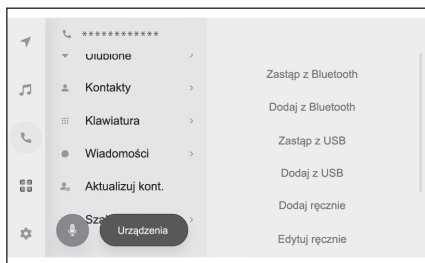 ************
Ulubione
Kontakty
Klawiatura
Wiadomości
Aktualizuj kont.
Urządzenia
Zastąp z Bluetooth
Dodaj z Bluetooth
Zastąp z USB
Dodaj z USB
Dodaj ręcznie
Edytuj ręcznie